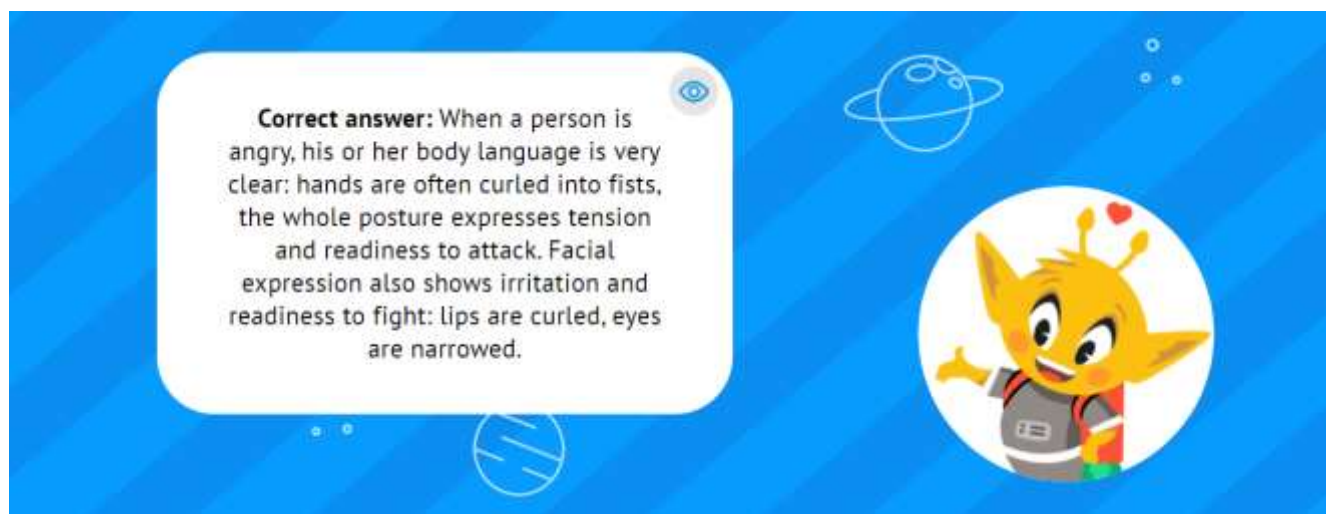 Correct answer: When a person is
angry, his or her body language is very
clear: hands are often curled into fists,
the whole posture expresses tension
and readiness to attack. Facial
expression also shows irritation and
readiness to fight: lips are curled, eyes
are narrowed.